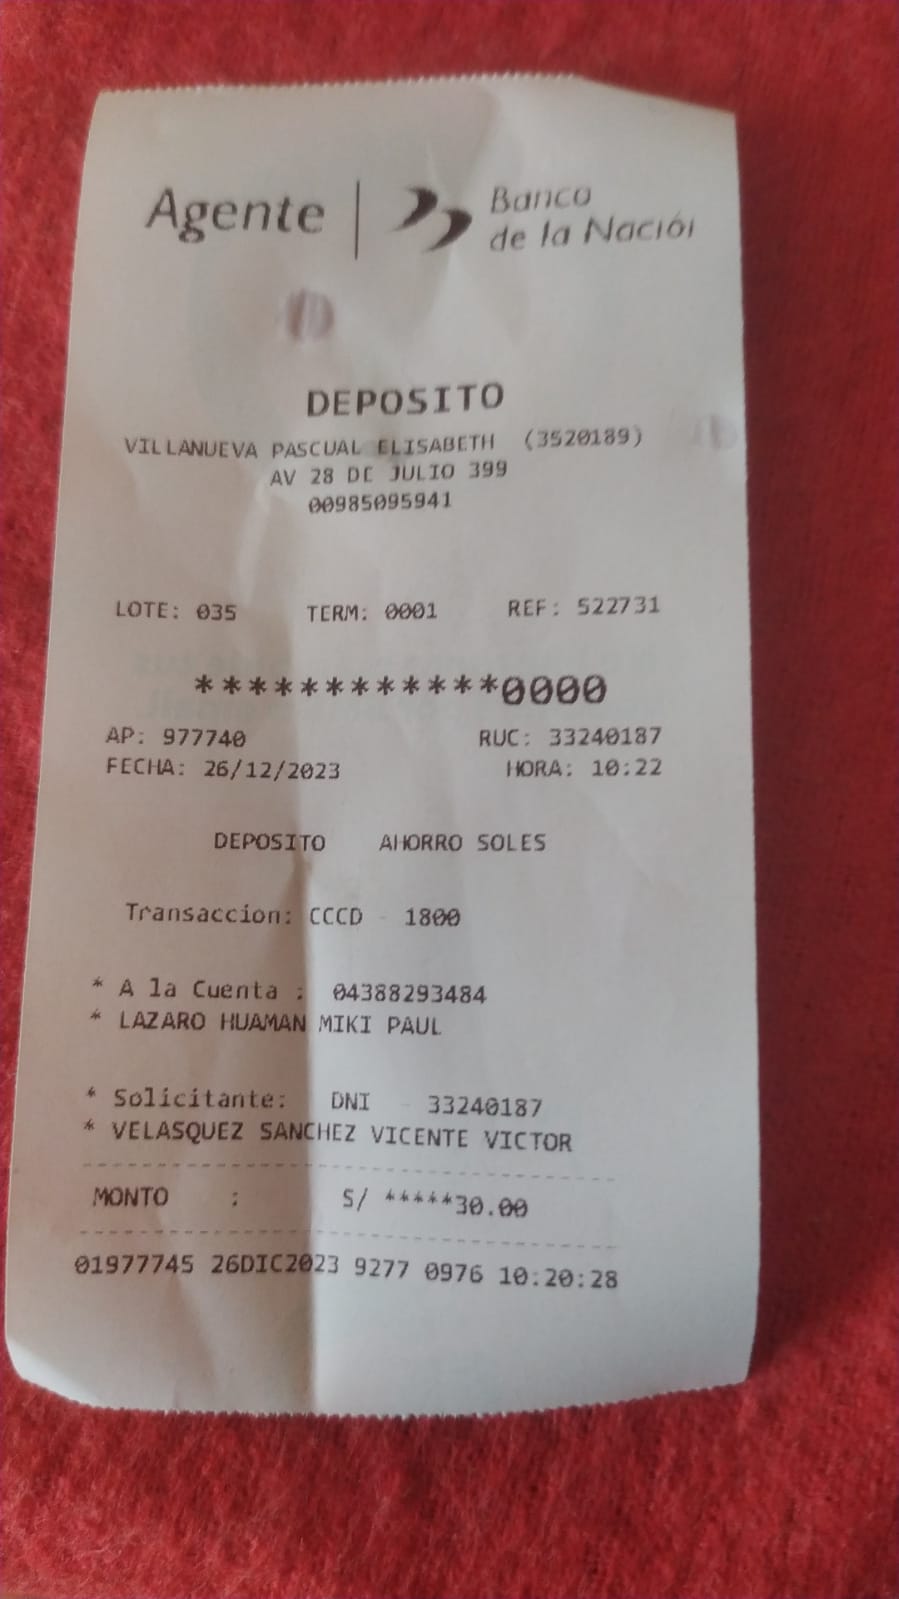 Agente | Banco
de la Nación
DEPOSITO
VILLANUEVA PASCUAL ELISABETH (3520189)
AV 28 DE JULIO 399
00985095941
LOTE: 035 TERM: 0001 REF: 522731
************0000
AP: 977740 RUC: 33240187
FECHA: 26/12/2023 HORA: 10:22
DEPOSITO AHORRO SOLES
Transaccion: CCCD - 1800
* A la Cuenta : 04388293484
* LAZARO HUAMAN MIKI PAUL
* Solicitante: DNI - 33240187
* VELASQUEZ SANCHEZ VICENTE VICTOR
MONTO : S/ *****30.00
01977745 26DIC2023 9277 0976 10:20:28